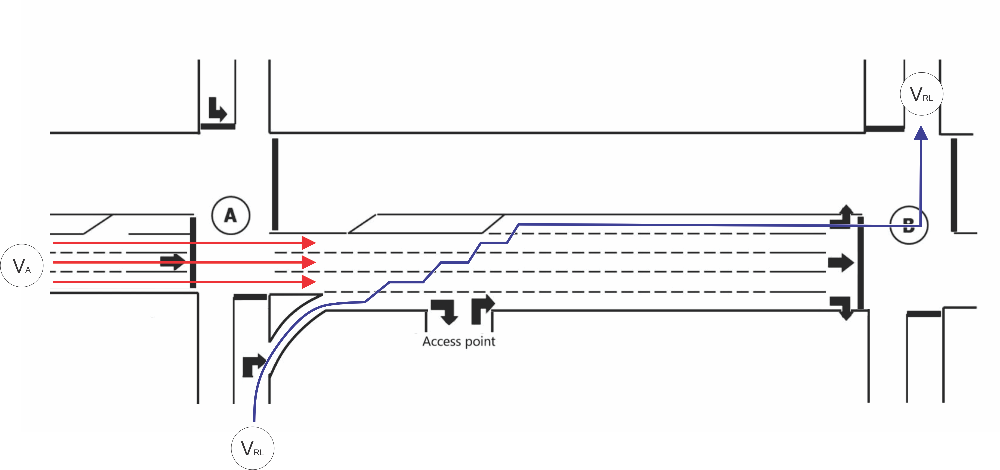 VRL
A
VA
B
Access point
VRL